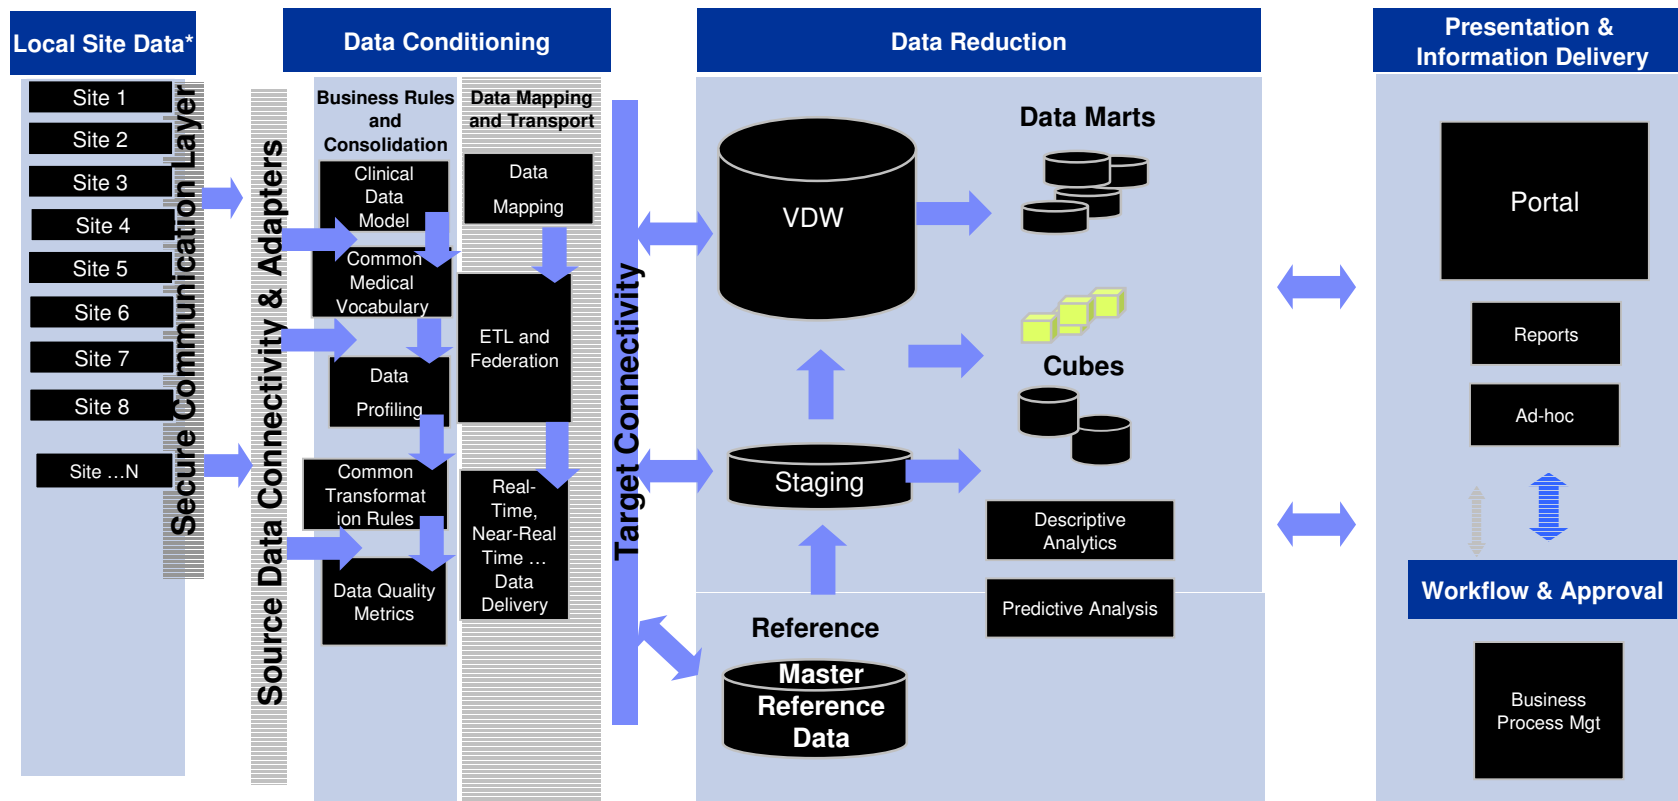 Local Site Data*
Site 1
Site 2
Site 3
Site 4
Site 5
Site 6
Site 7
Site 8
Site ...N
Secure Communication Layer
Source Data Connectivity & Adapters
Data Conditioning
Business Rules
and
Consolidation
Clinical
Data
Model
Common
Medical
Vocabulary
Data
Profiling
Common
Transformat
ion Rules
Data Quality
Metrics
Data Mapping
and Transport
Data
Mapping
ETL and
Federation
Real-
Time,
Near-Real
Time ...
Data
Delivery
Target Connectivity
Data Reduction
VDW
Staging
Reference
Master
Reference
Data
Data Marts
Cubes
Descriptive
Analytics
Predictive Analysis
Presentation &
Information Delivery
Portal
Reports
Ad-hoc
Workflow & Approval
Business
Process Mgt